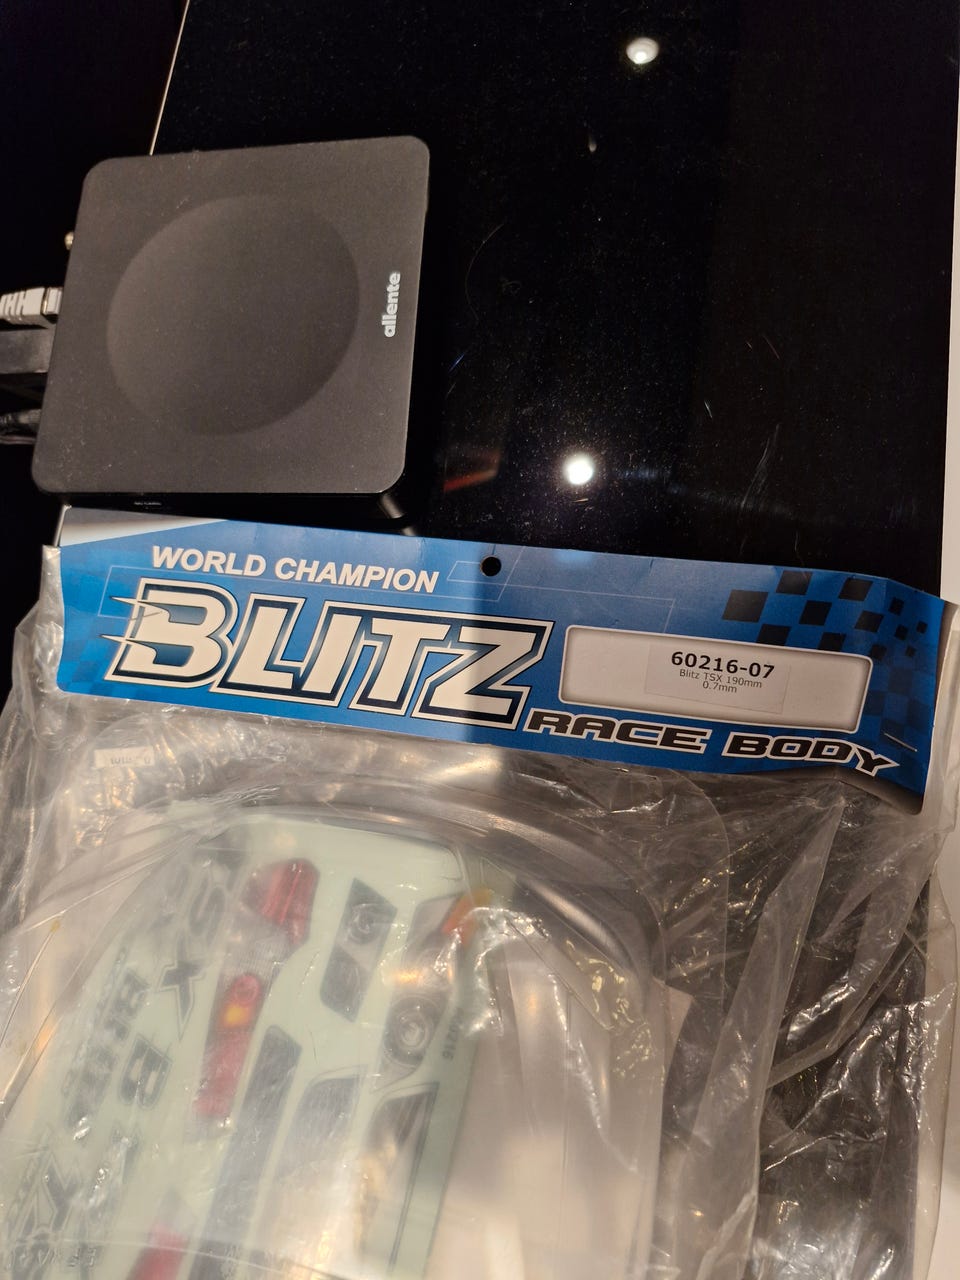 allente
WORLD CHAMPION
BLITZ
RACE BODY
60216-07
Blitz TSX 190mm
0.7mm